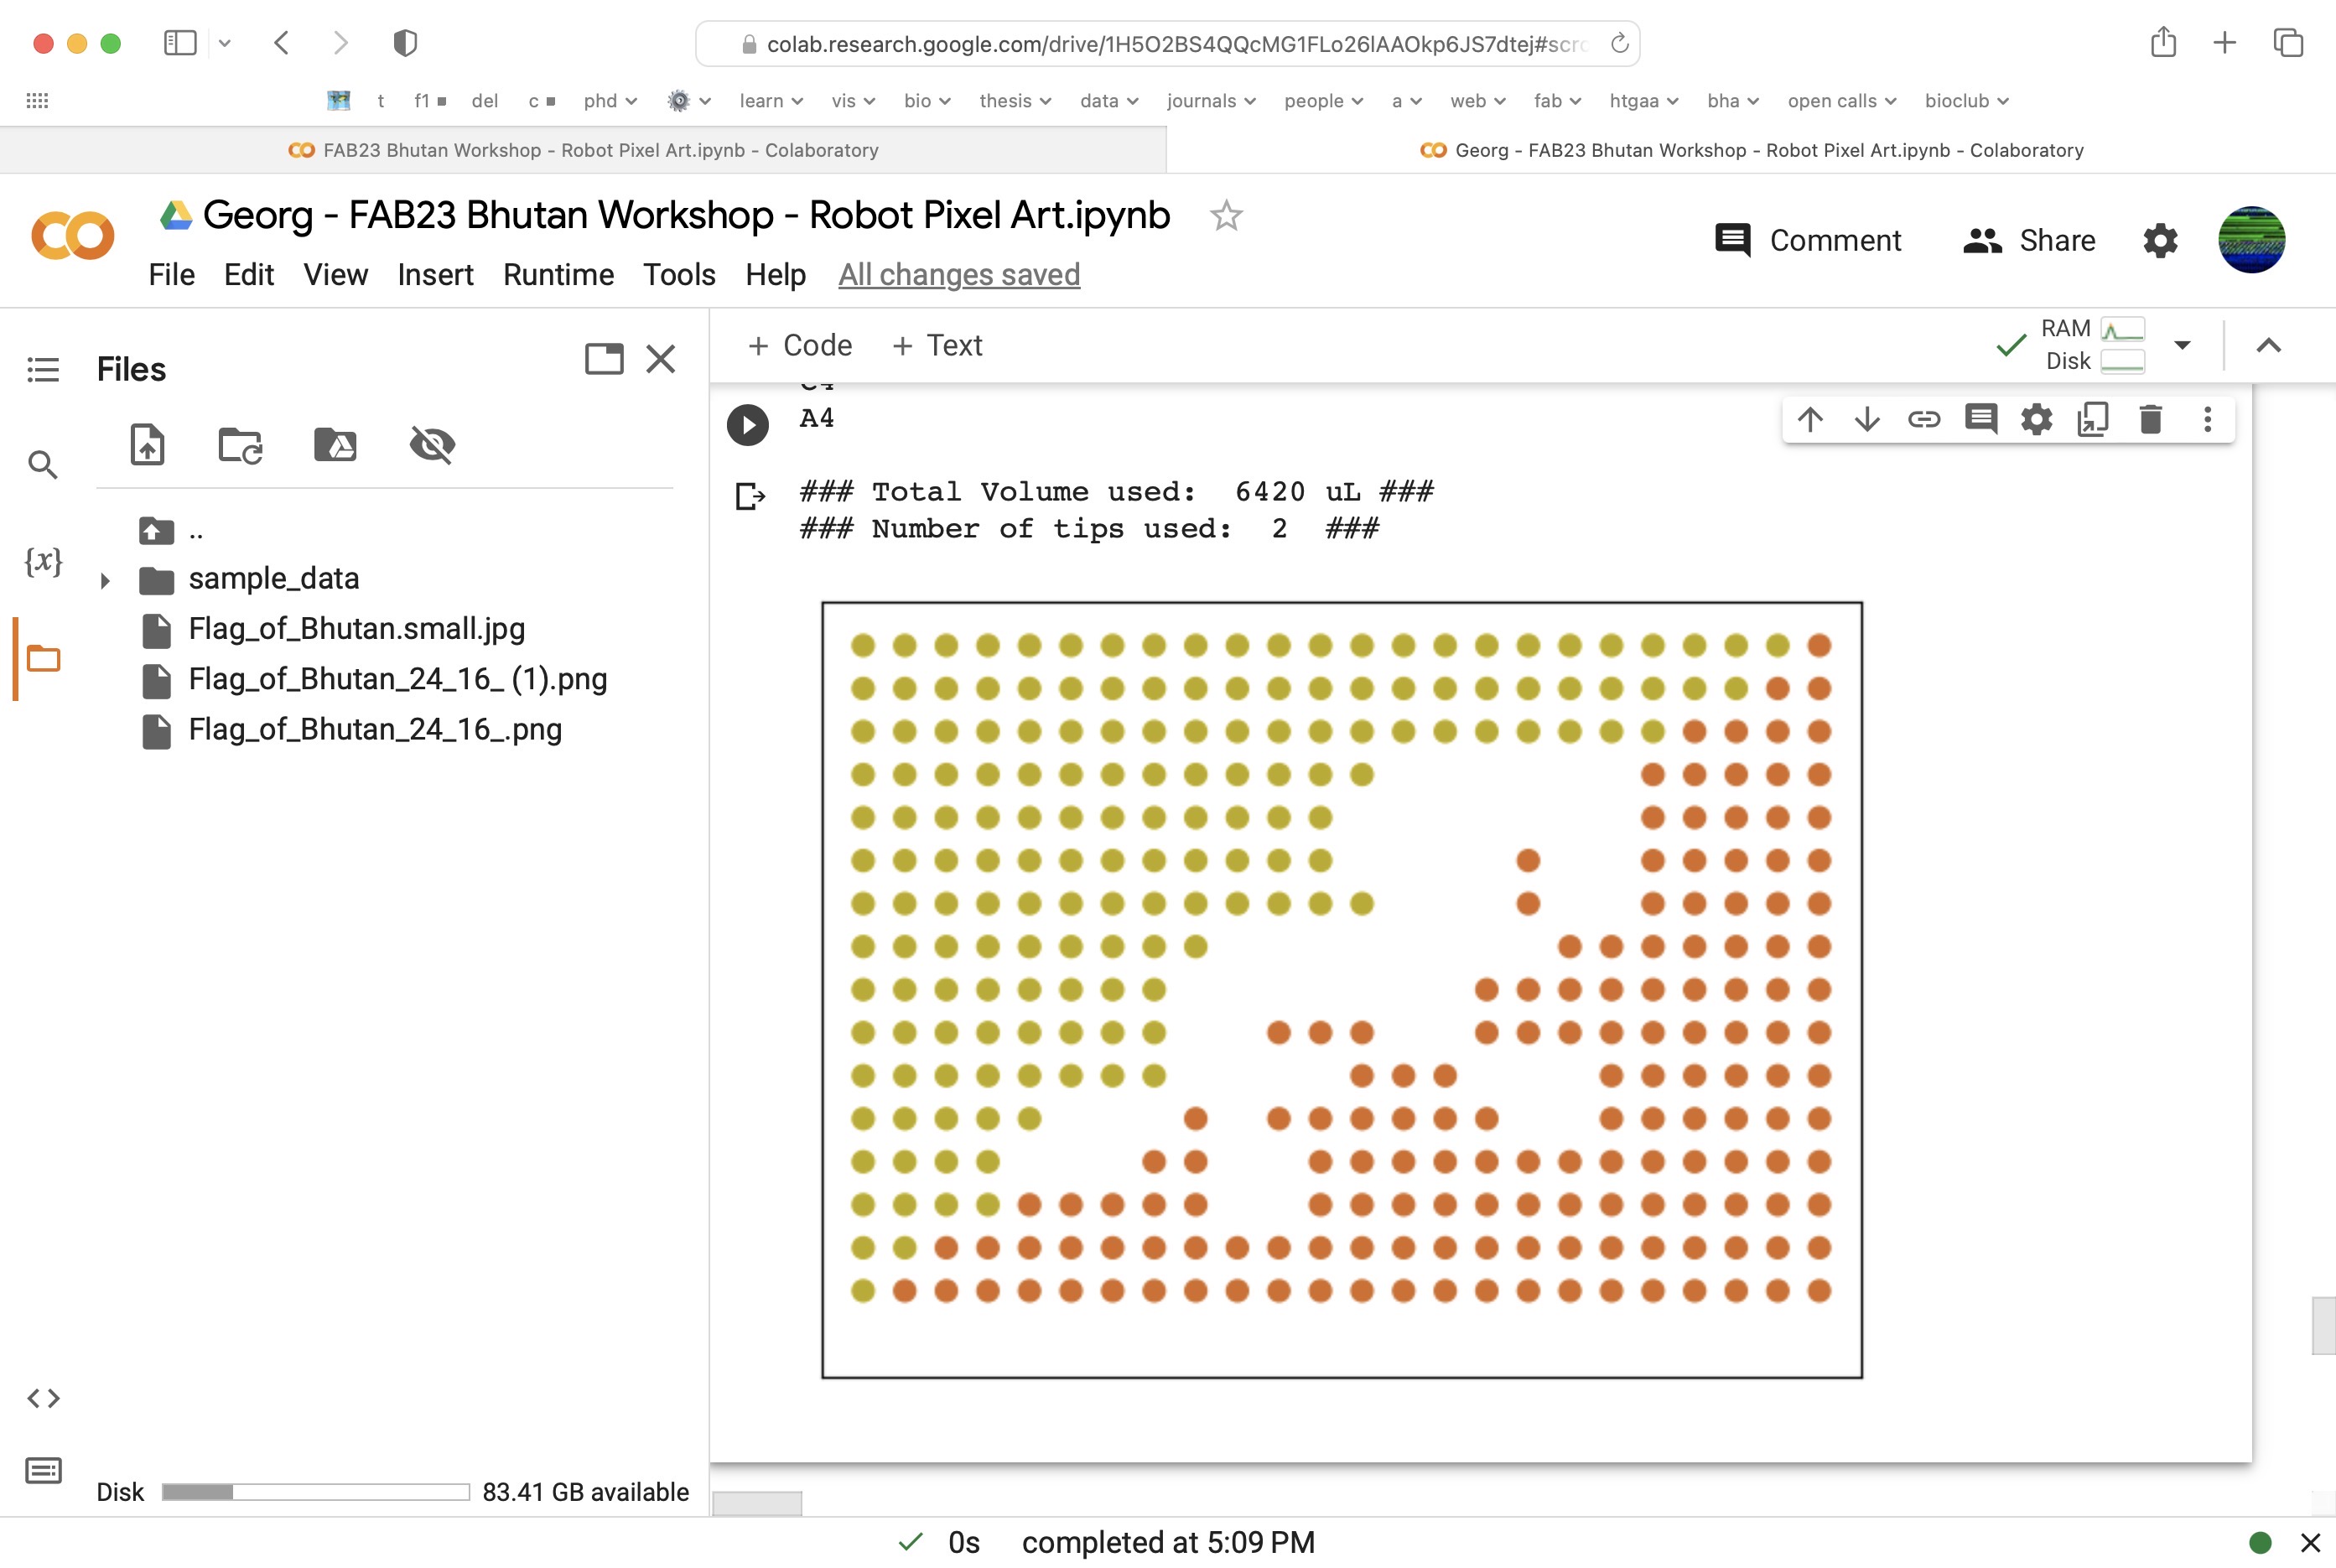 colab.research.google.com/drive/1H5O2BS4QQcMG1FLo26lAAOkp6JS7dtej#scrc
t f1 del c phd learn vis bio thesis data journals people a web fab htgaa bha open calls bioclub
FAB23 Bhutan Workshop - Robot Pixel Art.ipynb - Colaboratory
Georg - FAB23 Bhutan Workshop - Robot Pixel Art.ipynb - Colaboratory
Georg - FAB23 Bhutan Workshop - Robot Pixel Art.ipynb
File Edit View Insert Runtime Tools Help All changes saved
Comment Share
Files
+ Code + Text
RAM
Disk
A4
### Total Volume used:  6420 uL ###
### Number of tips used:  2  ###
{x}
..
sample_data
Flag_of_Bhutan.small.jpg
Flag_of_Bhutan_24_16_ (1).png
Flag_of_Bhutan_24_16_.png
Disk 83.41 GB available
0s completed at 5:09 PM